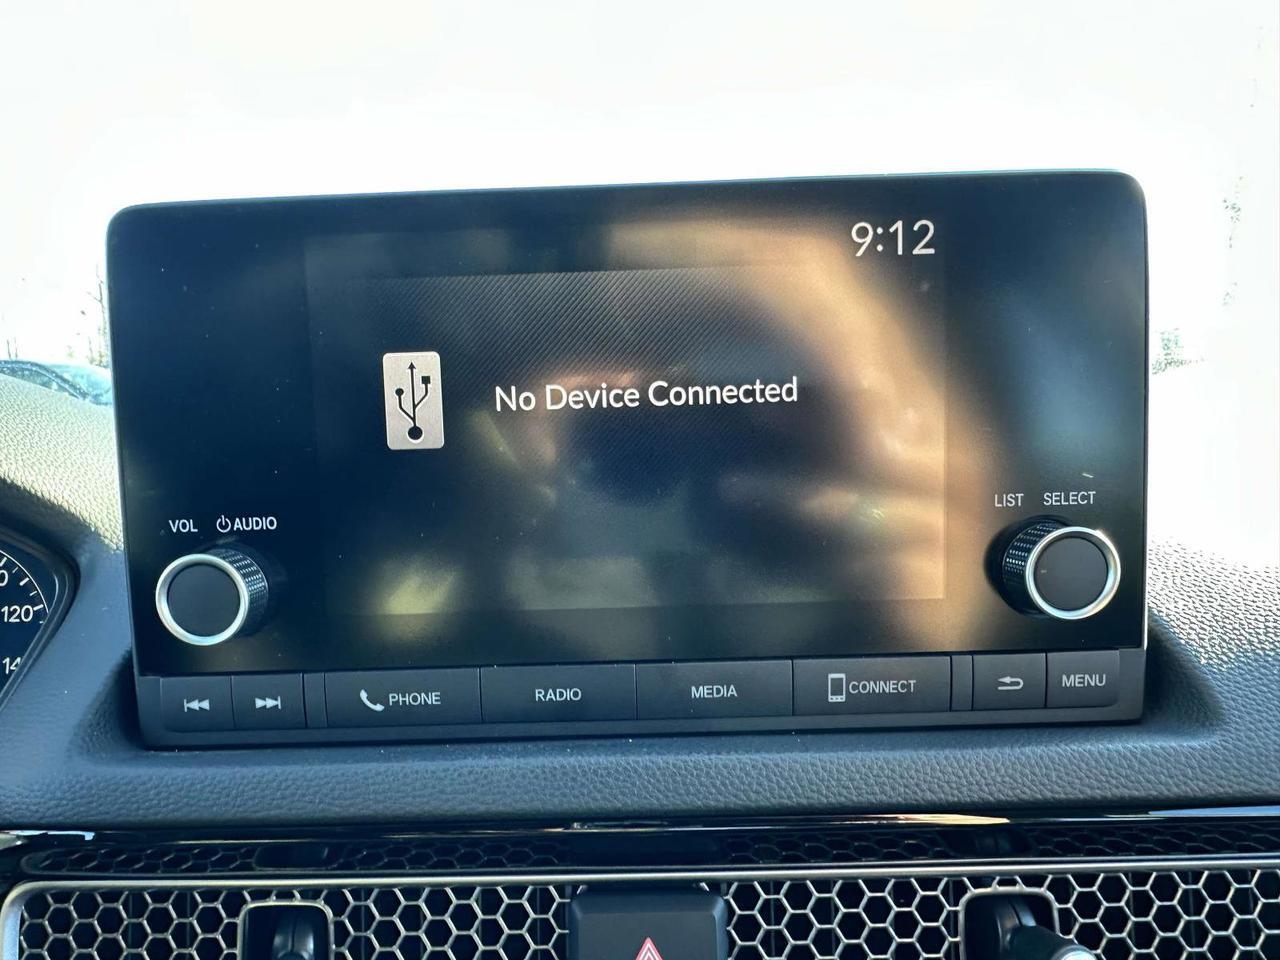 9:12
No Device Connected
VOL AUDIO
LIST SELECT
PHONE
RADIO
MEDIA
CONNECT
MENU
120